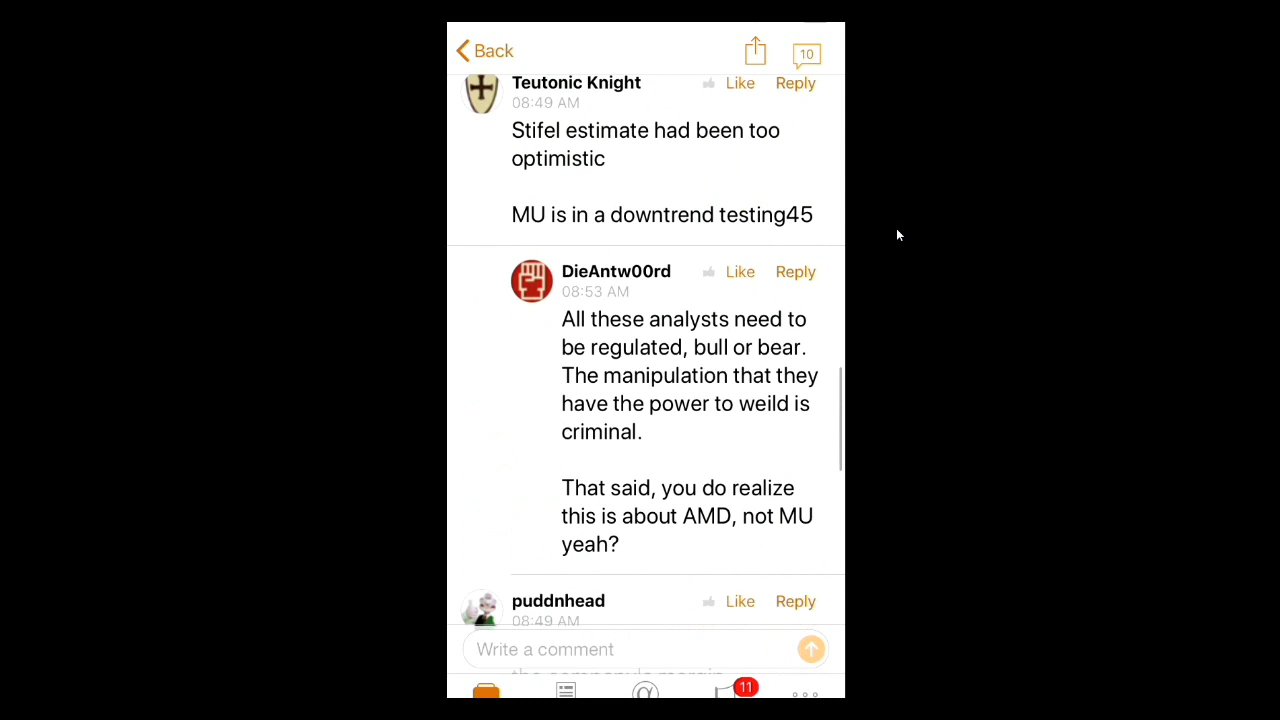 Back
10
Teutonic Knight
Like
Reply
08:49 AM
Stifel estimate had been too
optimistic
MU is in a downtrend testing45
DieAntw00rd
Like
Reply
08:53 AM
All these analysts need to
be regulated, bull or bear.
The manipulation that they
have the power to weild is
criminal.
That said, you do realize
this is about AMD, not MU
yeah?
puddnhead
Like
Reply
08:49 AM
Write a comment
the company's margin
11